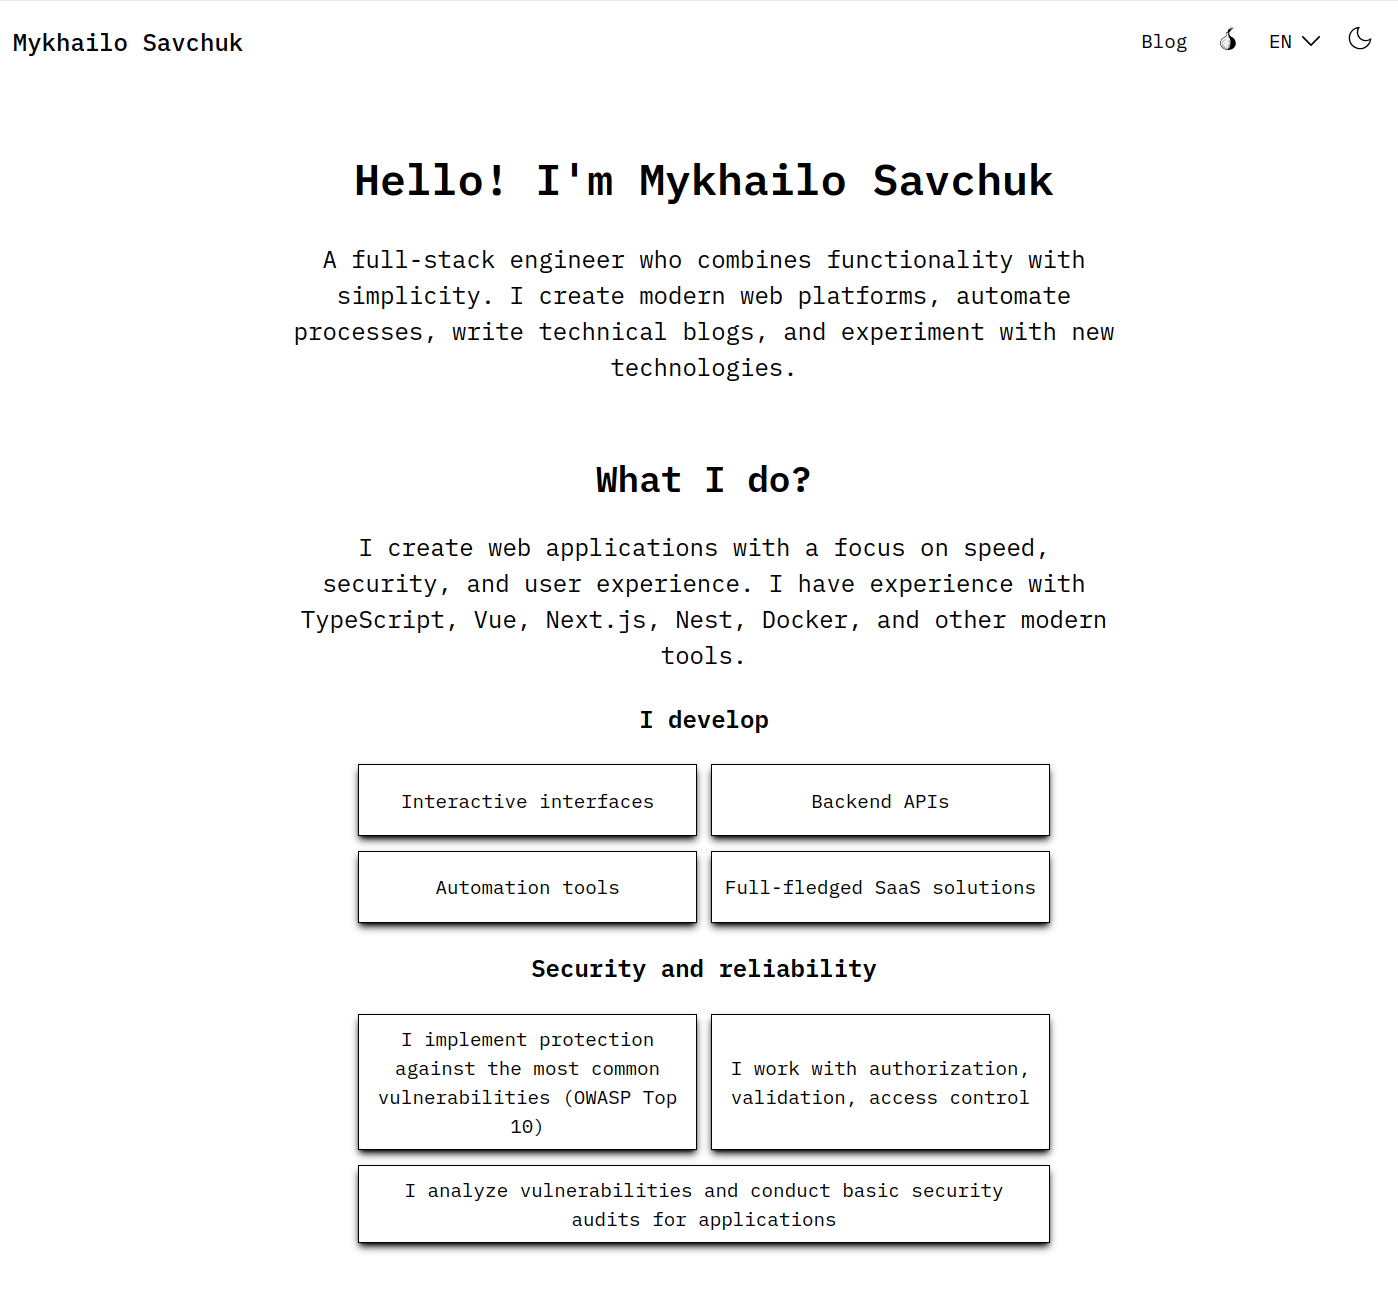 Mykhailo Savchuk
Blog
EN
Hello! I'm Mykhailo Savchuk
A full-stack engineer who combines functionality with
simplicity. I create modern web platforms, automate
processes, write technical blogs, and experiment with new
technologies.
What I do?
I create web applications with a focus on speed,
security, and user experience. I have experience with
TypeScript, Vue, Next.js, Nest, Docker, and other modern
tools.
I develop
Interactive interfaces
Backend APIs
Automation tools
Full-fledged SaaS solutions
Security and reliability
I implement protection
against the most common
vulnerabilities (OWASP Top
10)
I work with authorization,
validation, access control
I analyze vulnerabilities and conduct basic security
audits for applications